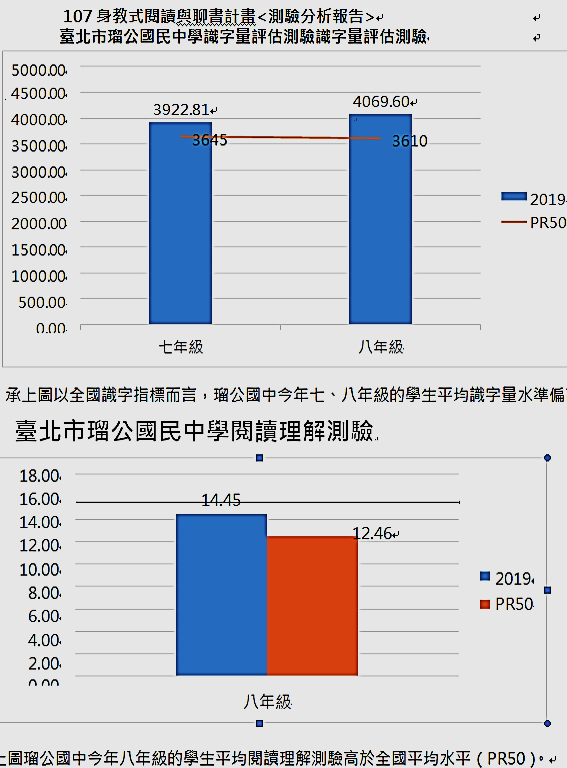 107 身教式閱讀與聊書計畫<測驗分析報告>
臺北市瑠公國民中學識字量評估測驗識字量評估測驗
5000.00
4500.00
4000.00
3500.00
3000.00
2500.00
2000.00
1500.00
1000.00
500.00
0.00
3922.81
4069.60
3645
3610
七年級
八年級
2019
PR50
承上圖以全國識字指標而言，瑠公國中今年七、八年級的學生平均識字量水準偏
臺北市瑠公國民中學閱讀理解測驗
18.00
16.00
14.00
12.00
10.00
8.00
6.00
4.00
2.00
0.00
14.45
12.46
八年級
2019
PR50
上圖瑠公國中今年八年級的學生平均閱讀理解測驗高於全國平均水平（PR50）。